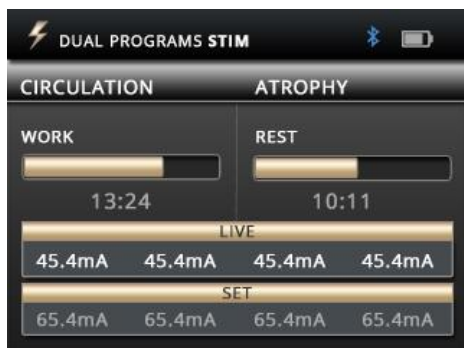 DUAL PROGRAMS STIM
CIRCULATION ATROPHY
WORK REST
13:24 10:11
LIVE
45.4mA 45.4mA 45.4mA 45.4mA
SET
65.4mA 65.4mA 65.4mA 65.4mA